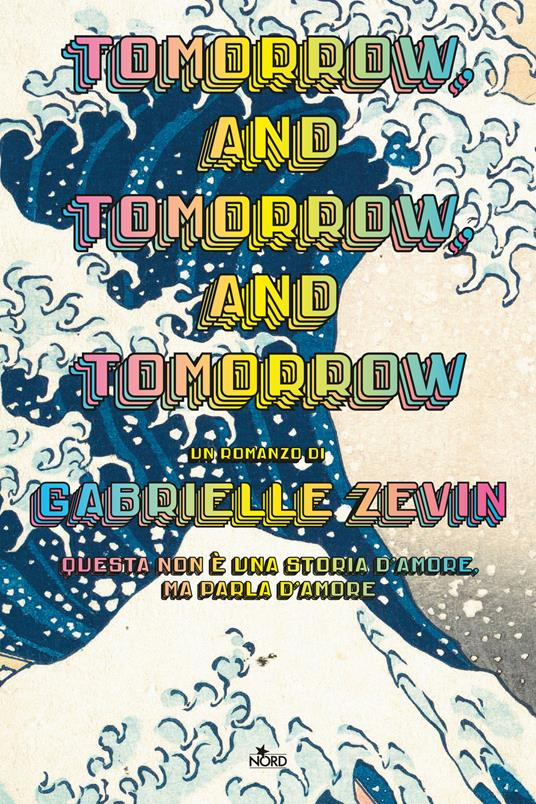 TOMORROW,
AND
TOMORROW,
AND
TOMORROW
UN ROMANZO DI
GABRIELLE ZEVIN
QUESTA NON È UNA STORIA D'AMORE,
MA PARLA D'AMORE
NORD